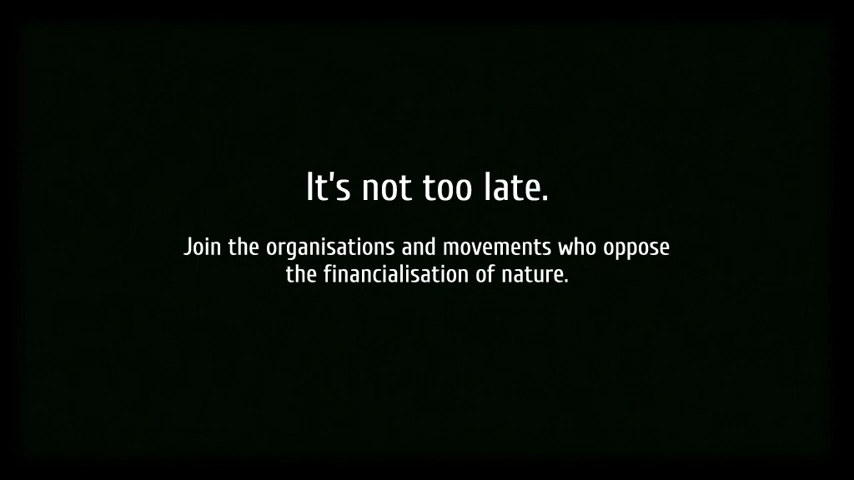 It's not too late.
Join the organisations and movements who oppose
the financialisation of nature.